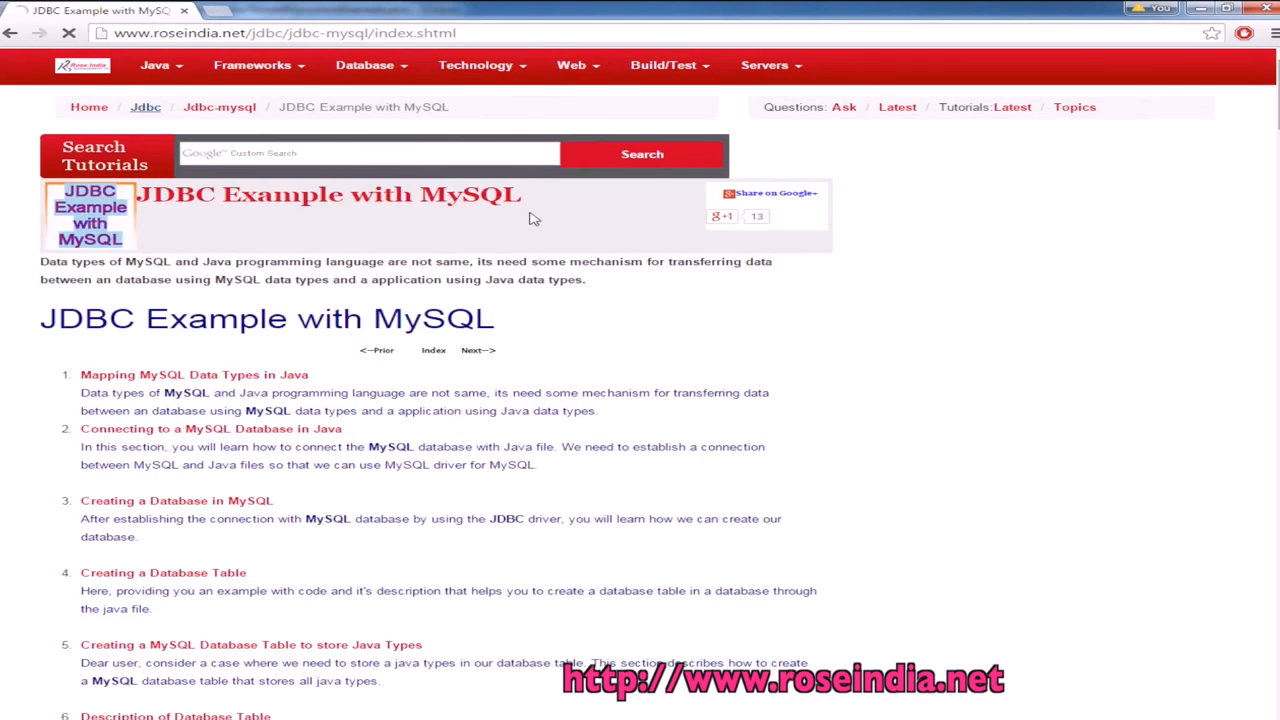 JDBC Example with MySQ
You
www.roseindia.net/jdbc/jdbc-mysql/index.shtml
Rose India Java Frameworks Database Technology Web Build/Test Servers
Home / Jdbc / Jdbc-mysql / JDBC Example with MySQL
Questions: Ask / Latest / Tutorials:Latest / Topics
Search
Tutorials
Google™ Custom Search
Search
JDBC
Example
with
MySQL
JDBC Example with MySQL
Share on Google+
g+1 13
Data types of MySQL and Java programming language are not same, its need some mechanism for transferring data
between an database using MySQL data types and a application using Java data types.
JDBC Example with MySQL
<--Prior Index Next-->
1. Mapping MySQL Data Types in Java
Data types of MySQL and Java programming language are not same, its need some mechanism for transferring data
between an database using MySQL data types and a application using Java data types.
2. Connecting to a MySQL Database in Java
In this section, you will learn how to connect the MySQL database with Java file. We need to establish a connection
between MySQL and Java files so that we can use MySQL driver for MySQL.
3. Creating a Database in MySQL
After establishing the connection with MySQL database by using the JDBC driver, you will learn how we can create our
database.
4. Creating a Database Table
Here, providing you an example with code and it's description that helps you to create a database table in a database through
the java file.
5. Creating a MySQL Database Table to store Java Types
Dear user, consider a case where we need to store a java types in our database table. This section describes how to create
a MySQL database table that stores all java types.
http://www.roseindia.net
6. Description of Database Table